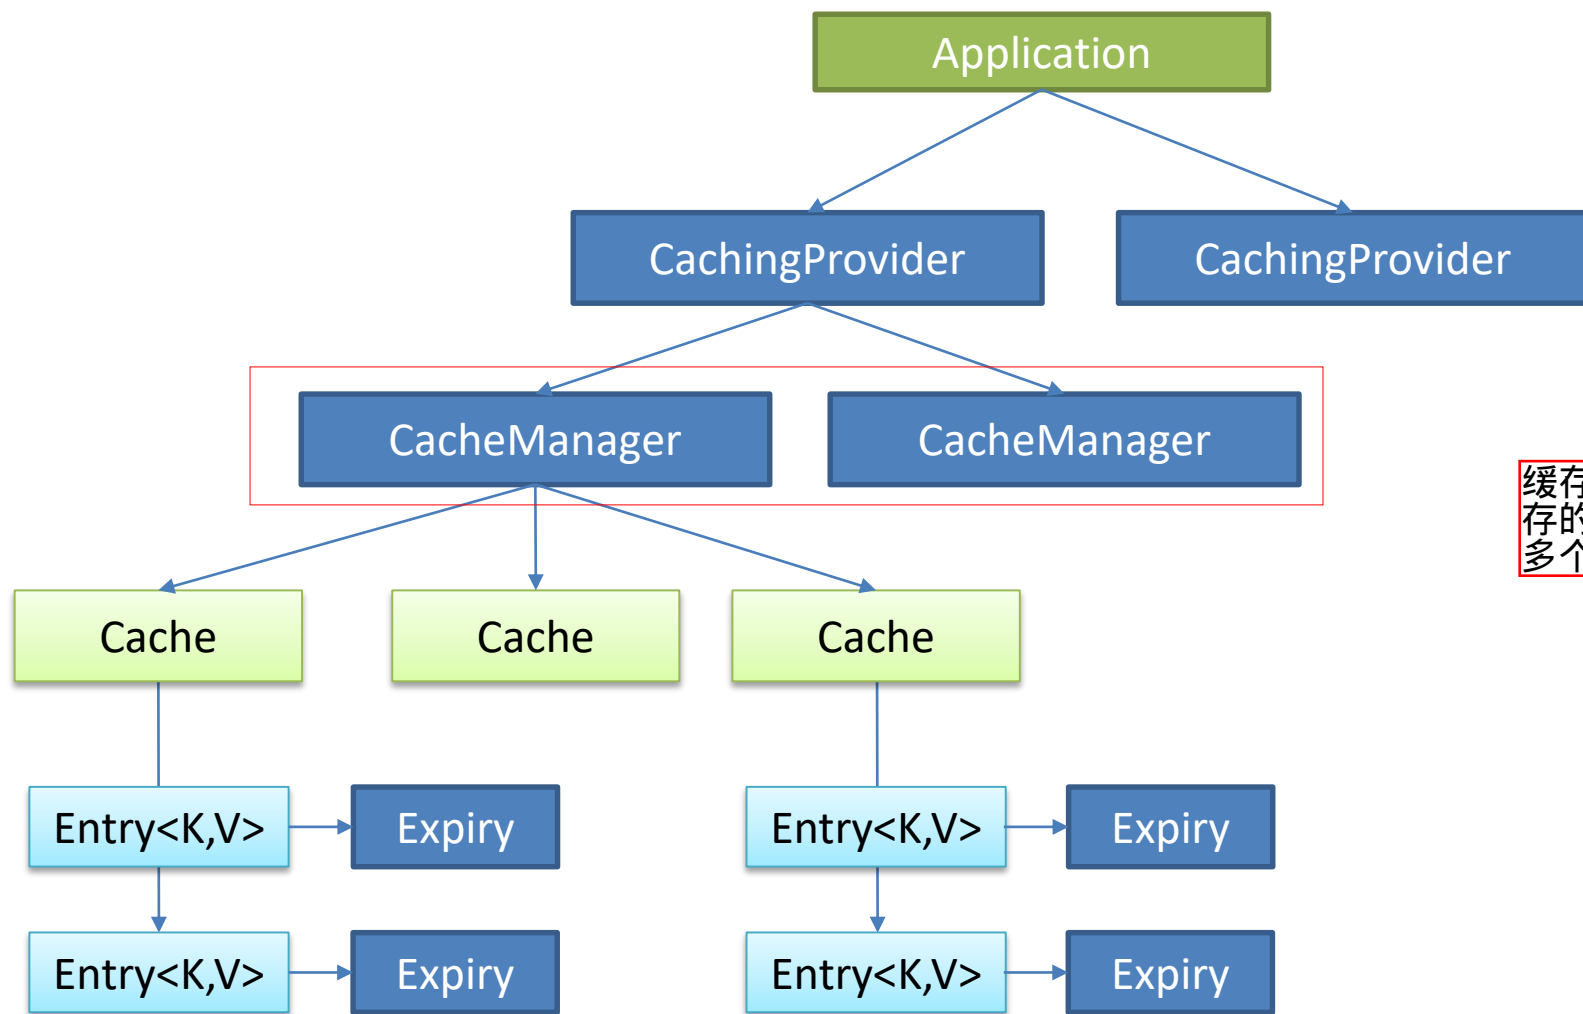 Application
CachingProvider
CachingProvider
CacheManager
CacheManager
缓存
存的
多个
Cache
Cache
Cache
Entry<K,V>
Expiry
Entry<K,V>
Expiry
Entry<K,V>
Expiry
Entry<K,V>
Expiry